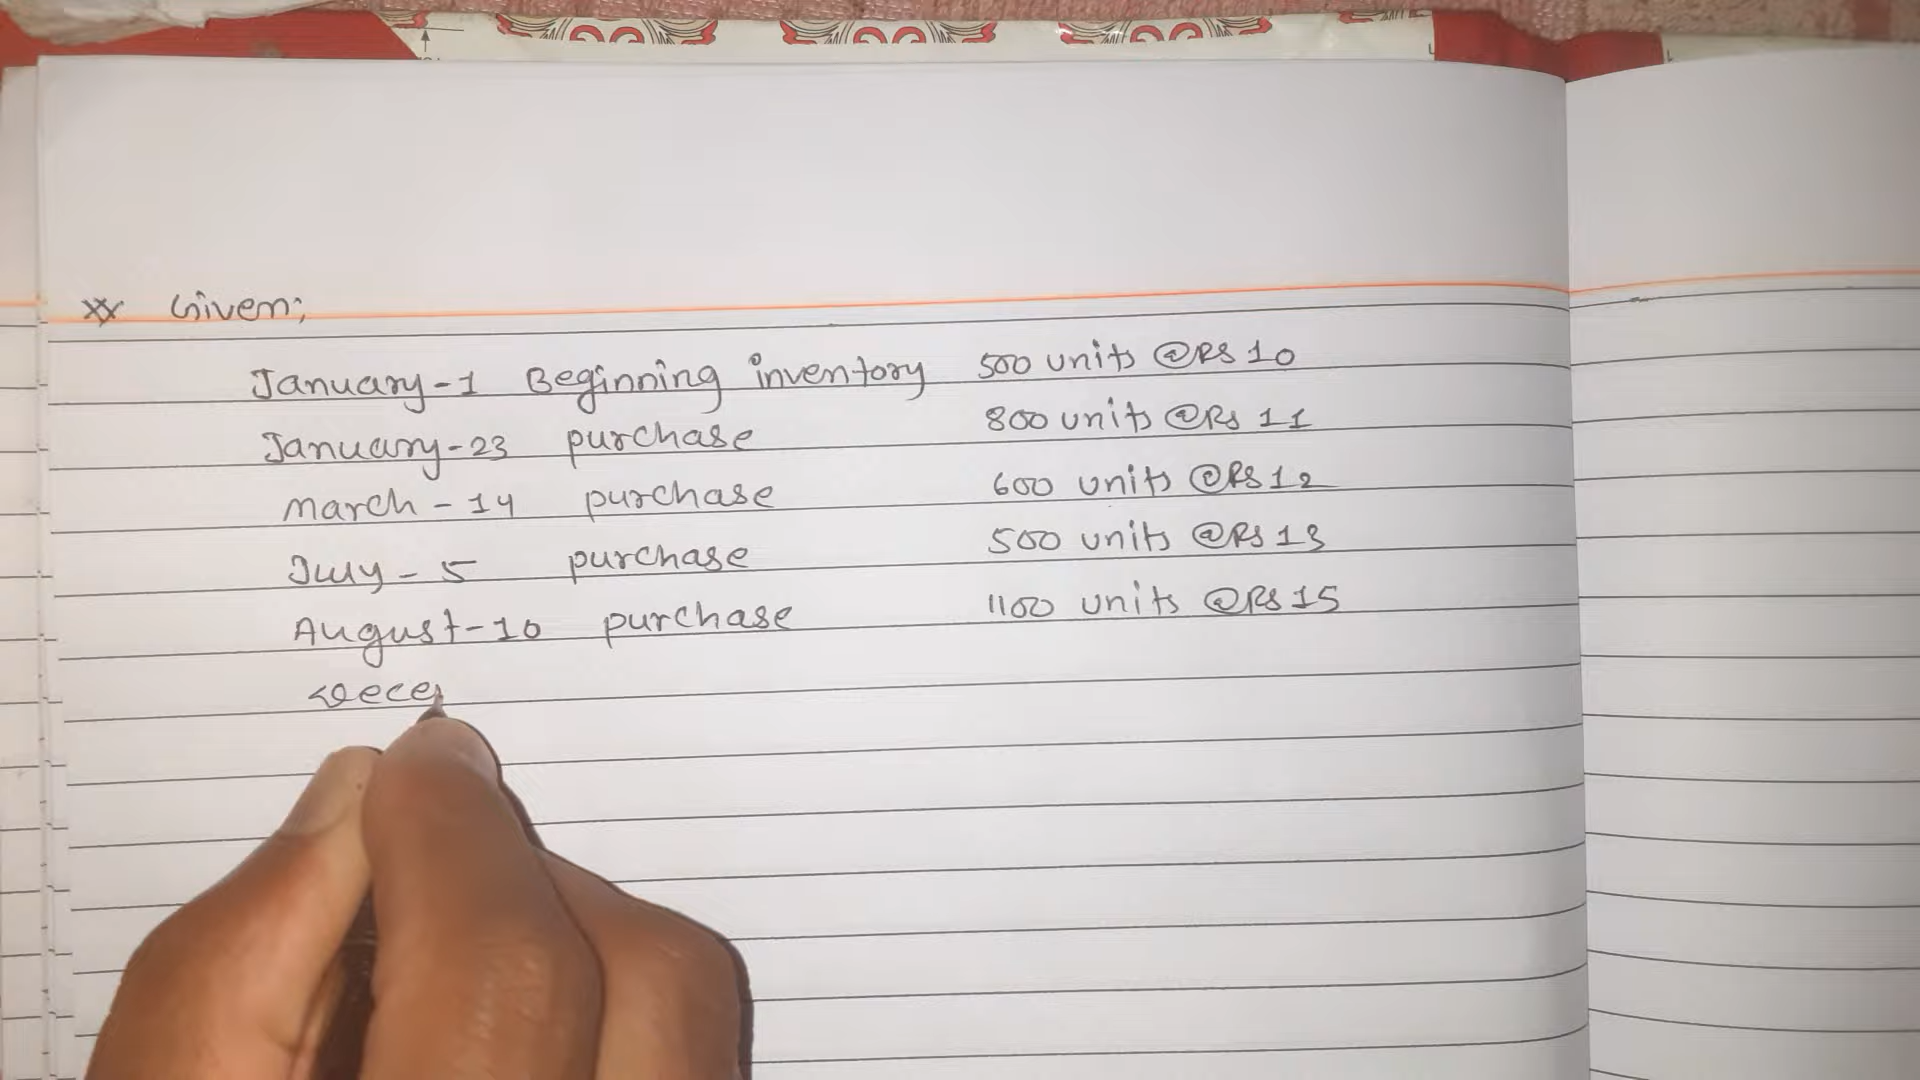 Given;
January-1 Beginning inventory 500 units @Rs 10
January-23 purchase 800 units @Rs 11
March-14 purchase 600 units @Rs 12
July-5 purchase 500 units @Rs 13
August-10 purchase 1100 units @Rs 15
Dece